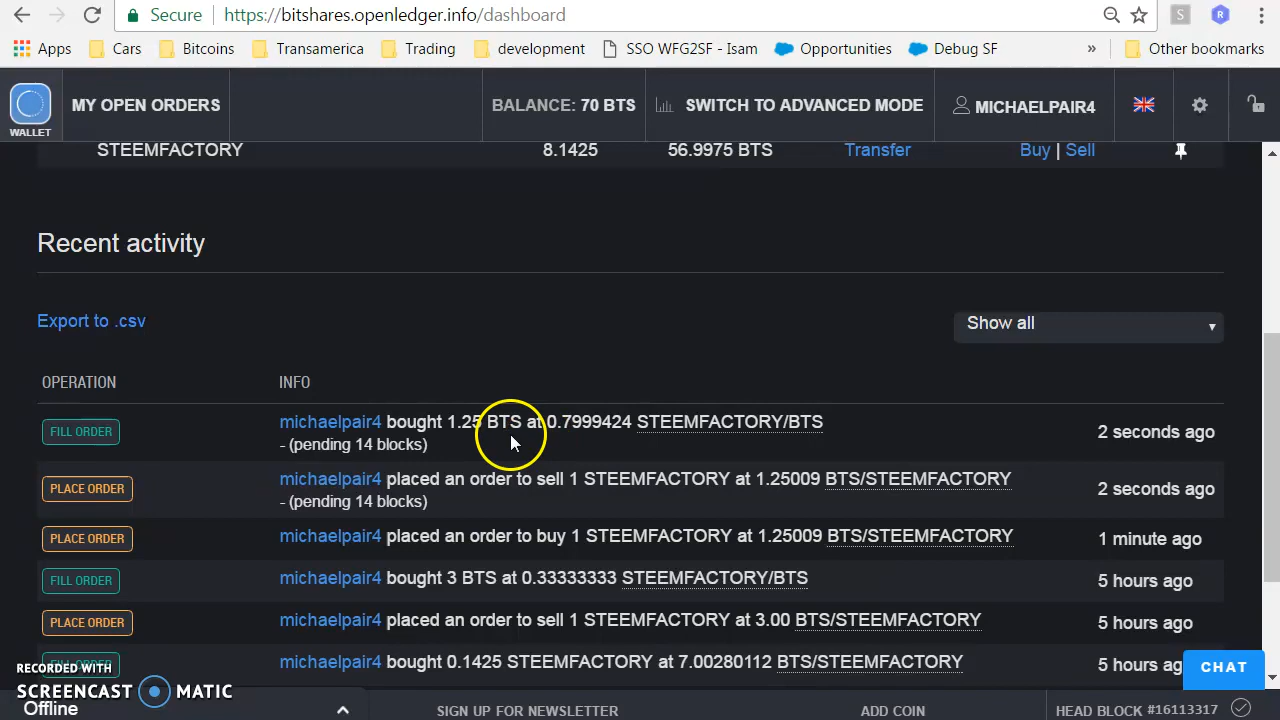 Secure https://bitshares.openledger.info/dashboard S R
Apps Cars Bitcoins Transamerica Trading development SSO WFG2SF - Isam Opportunities Debug SF » Other bookmarks
WALLET MY OPEN ORDERS BALANCE: 70 BTS SWITCH TO ADVANCED MODE MICHAELPAIR4
STEEMFACTORY 8.1425 56.9975 BTS Transfer Buy | Sell
Recent activity
Export to .csv Show all
OPERATION INFO
FILL ORDER michaelpair4 bought 1.25 BTS at 0.7999424 STEEMFACTORY/BTS 2 seconds ago
- (pending 14 blocks)
PLACE ORDER michaelpair4 placed an order to sell 1 STEEMFACTORY at 1.25009 BTS/STEEMFACTORY 2 seconds ago
- (pending 14 blocks)
PLACE ORDER michaelpair4 placed an order to buy 1 STEEMFACTORY at 1.25009 BTS/STEEMFACTORY 1 minute ago
FILL ORDER michaelpair4 bought 3 BTS at 0.33333333 STEEMFACTORY/BTS 5 hours ago
PLACE ORDER michaelpair4 placed an order to sell 1 STEEMFACTORY at 3.00 BTS/STEEMFACTORY 5 hours ago
FILL ORDER michaelpair4 bought 0.1425 STEEMFACTORY at 7.00280112 BTS/STEEMFACTORY 5 hours ag
RECORDED WITH
SCREENCAST MATIC
CHAT
Offline SIGN UP FOR NEWSLETTER ADD COIN HEAD BLOCK #16113317